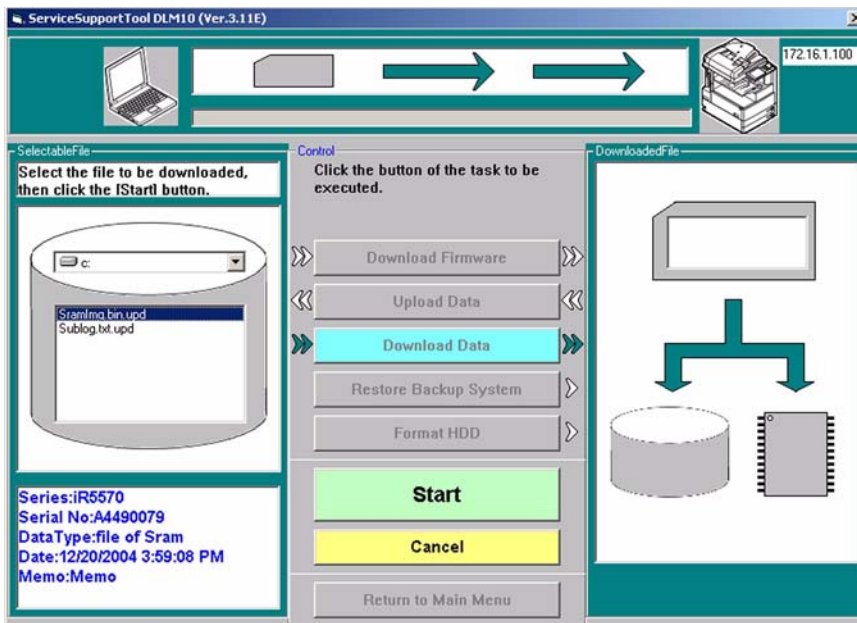 ServiceSupportTool DLM10 (Ver.3.11E)
172.16.1.100
SelectableFile
Select the file to be downloaded,
then click the [Start] button.
c:
SramImg.bin.upd
Sublog.txt.upd
Series:iR5570
Serial No:A4490079
DataType:file of Sram
Date:12/20/2004 3:59:08 PM
Memo:Memo
Control
Click the button of the task to be
executed.
Download Firmware
Upload Data
Download Data
Restore Backup System
Format HDD
Start
Cancel
Return to Main Menu
DownloadedFile